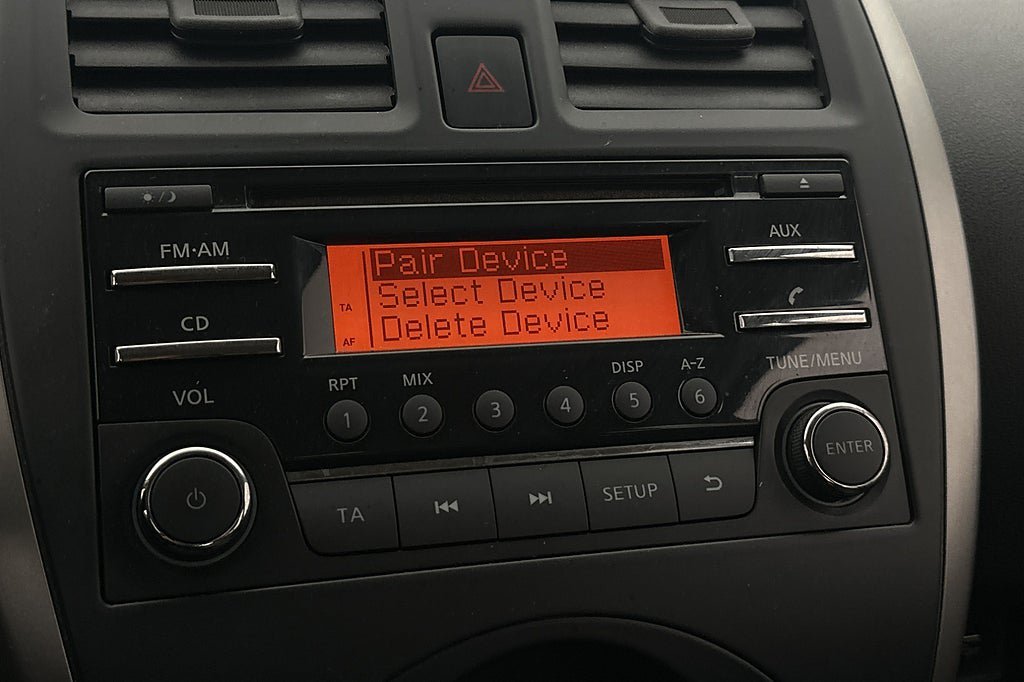 FM·AM
CD
VOL
TA
AF
Pair Device
Select Device
Delete Device
AUX
TUNE/MENU
RPT
MIX
DISP
A-Z
1
2
3
4
5
6
ENTER
TA
SETUP